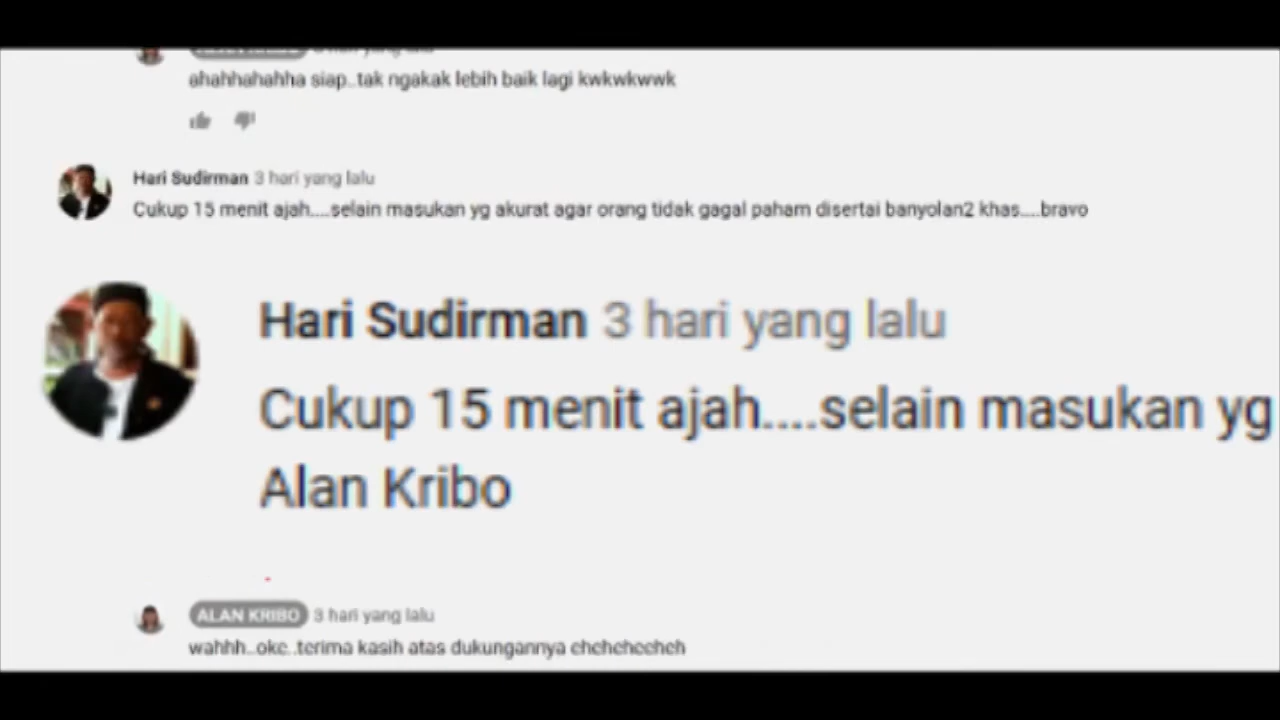 ahahhahahha siap..tak ngakak lebih baik lagi kwkwkwwk
Hari Sudirman 3 hari yang lalu
Cukup 15 menit ajah....selain masukan yg akurat agar orang tidak gagal paham disertai banyolan2 khas....bravo
Hari Sudirman 3 hari yang lalu
Cukup 15 menit ajah....selain masukan yg
Alan Kribo
ALAN KRIBO 3 hari yang lalu
wahhh..oke..terima kasih atas dukungannya eheheheeheh